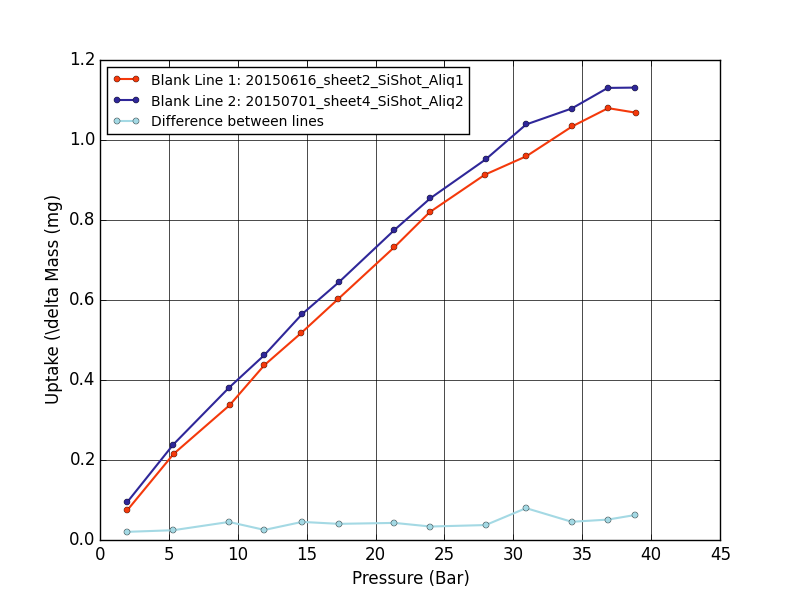 Blank Line 1: 20150616_sheet2_SiShot_Aliq1
Blank Line 2: 20150701_sheet4_SiShot_Aliq2
Difference between lines
1.2
1.0
0.8
0.6
0.4
0.2
0.0
Uptake (\delta Mass (mg)
0 5 10 15 20 25 30 35 40 45
Pressure (Bar)